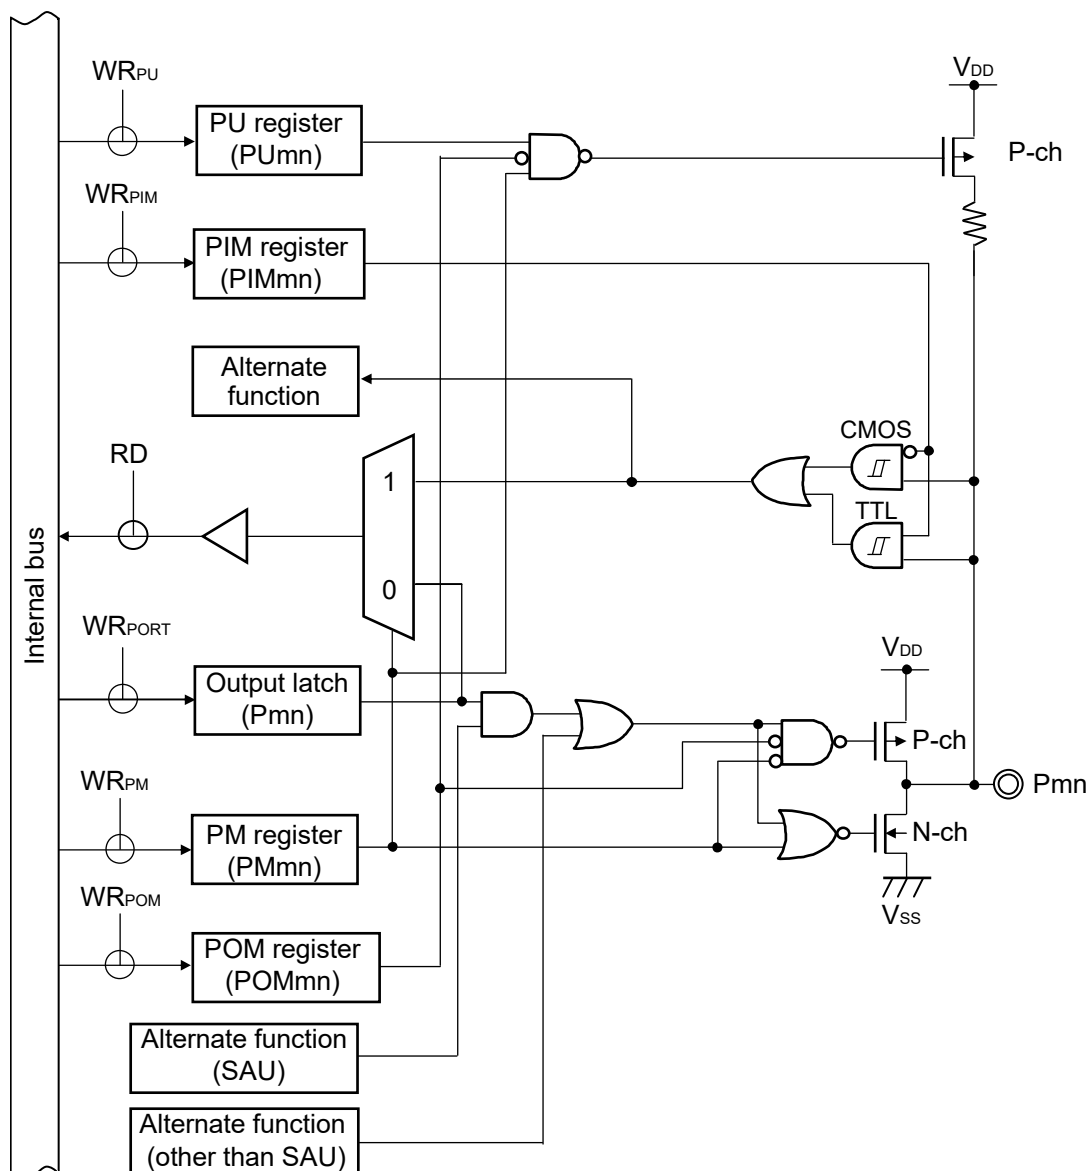 WRPU
PU register
(PUmn)
VDD
P-ch
WRPIM
PIM register
(PIMmn)
Alternate
function
CMOS
RD
1
TTL
0
Internal bus
WRPORT
Output latch
(Pmn)
VDD
P-ch
Pmn
WRPM
PM register
(PMmn)
N-ch
VSS
WRPOM
POM register
(POMmn)
Alternate function
(SAU)
Alternate function
(other than SAU)